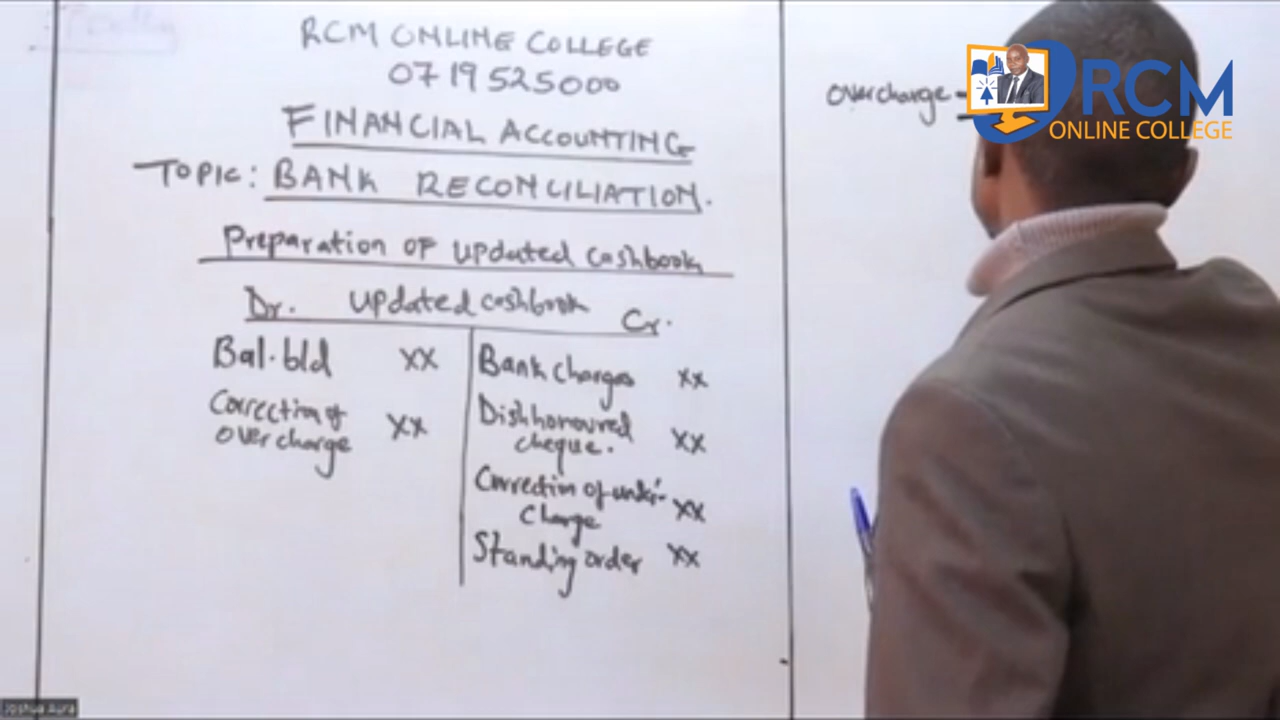 RCM ONLINE COLLEGE
0719525000
FINANCIAL ACCOUNTING
TOPIC: BANK RECONCILIATION.
Preparation of updated cashbook
Dr. updated cashbook Cr.
Bal. b/d xx
Correction of
overcharge xx
Bank charges xx
Dishonoured
cheque. xx
Correction of under-
charge xx
Standing order xx
overcharge
RCM
ONLINE COLLEGE
Joshua Aura